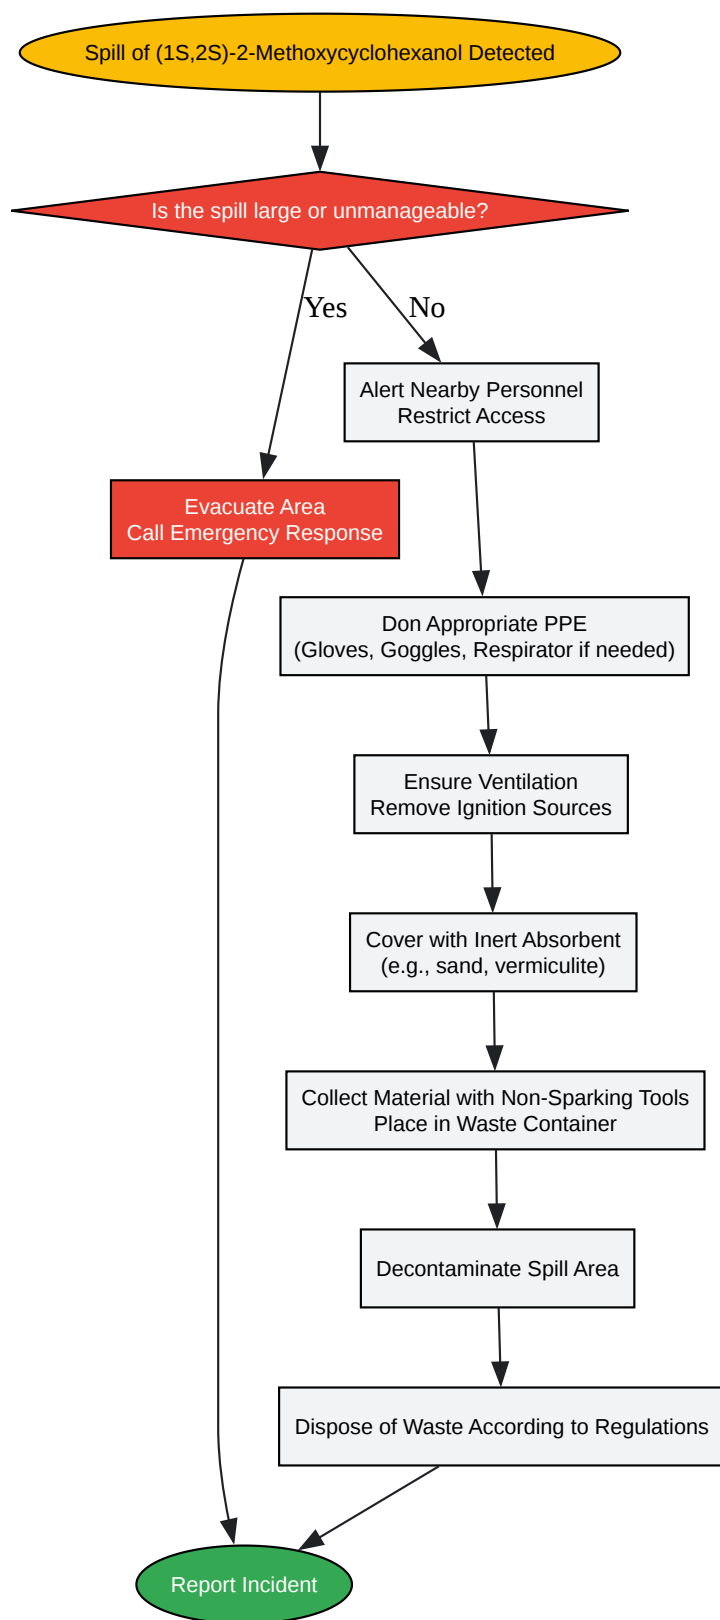 Spill of (1S,2S)-2-Methoxycyclohexanol Detected
Is the spill large or unmanageable?
Yes
No
Alert Nearby Personnel
Restrict Access
Evacuate Area
Call Emergency Response
Don Appropriate PPE
(Gloves, Goggles, Respirator if needed)
Ensure Ventilation
Remove Ignition Sources
Cover with Inert Absorbent
(e.g., sand, vermiculite)
Collect Material with Non-Sparking Tools
Place in Waste Container
Decontaminate Spill Area
Dispose of Waste According to Regulations
Report Incident